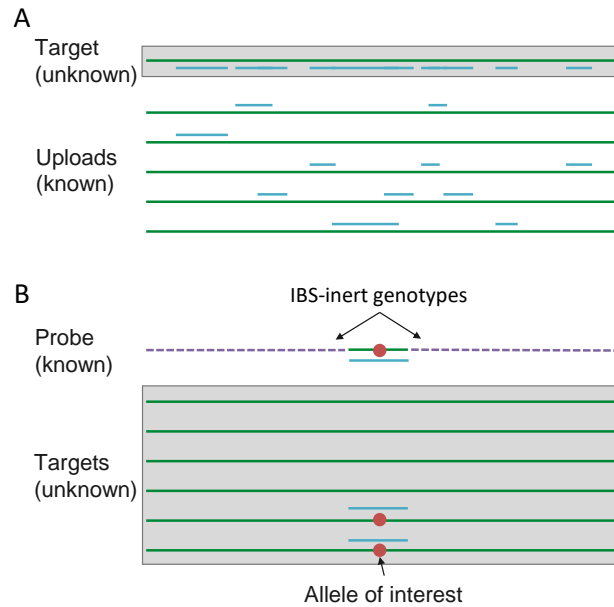 A
Target
(unknown)
Uploads
(known)
B
IBS-inert genotypes
Probe
(known)
Targets
(unknown)
Allele of interest